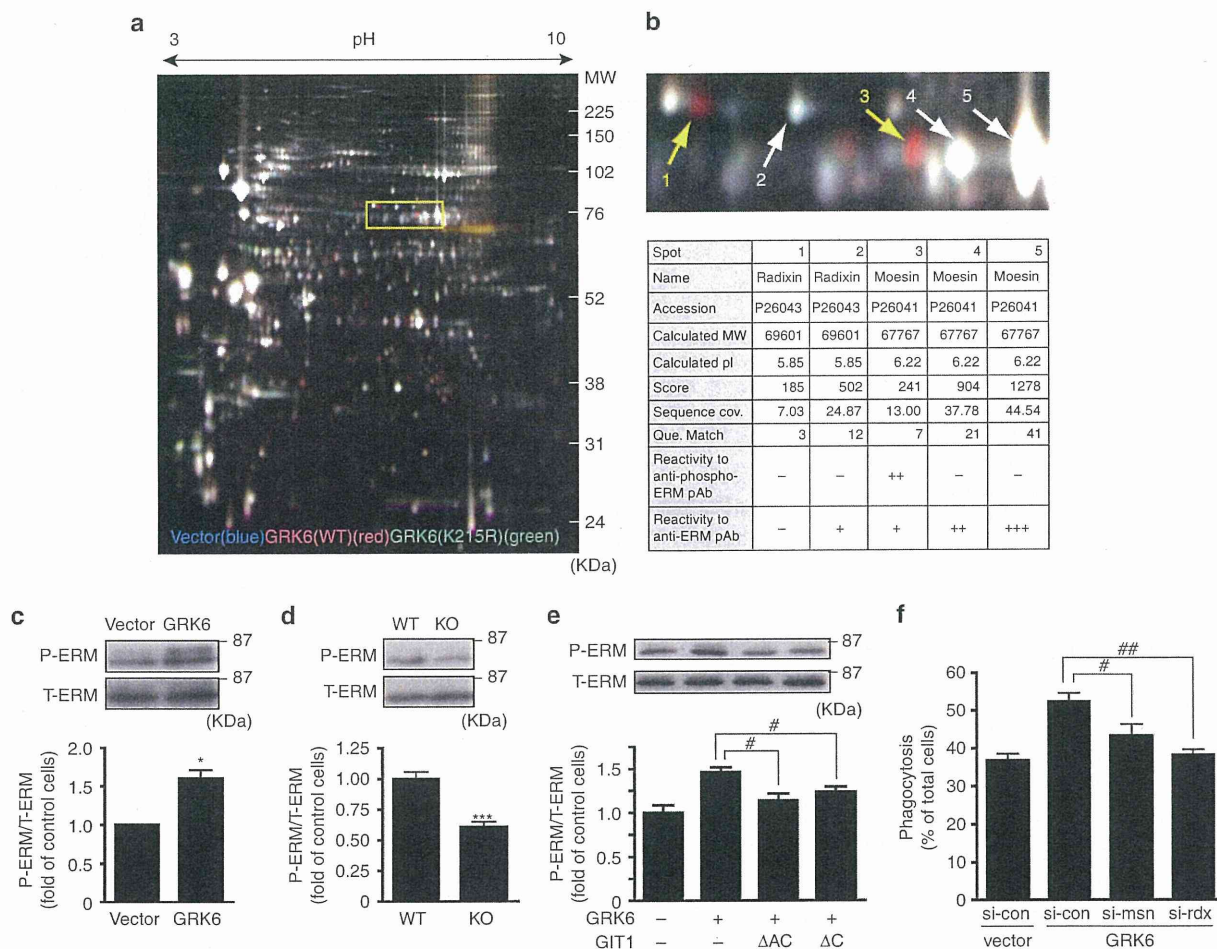 a
3 pH 10
MW
225
150
102
76
52
38
31
24
(KDa)
Vector(blue)GRK6(WT)(red)GRK6(K215R)(green)
b
1
2
3
4
5
Spot 1 2 3 4 5
Name Radixin Radixin Moesin Moesin Moesin
Accession P26043 P26043 P26041 P26041 P26041
Calculated MW 69601 69601 67767 67767 67767
Calculated pI 5.85 5.85 6.22 6.22 6.22
Score 185 502 241 904 1278
Sequence cov. 7.03 24.87 13.00 37.78 44.54
Que. Match 3 12 7 21 41
Reactivity to
anti-phospho-
ERM pAb – – ++ – –
Reactivity to
anti-ERM pAb – + + ++ +++
c
Vector GRK6
87
P-ERM
87
T-ERM
(KDa)
P-ERM/T-ERM
(fold of control cells)
2.0
1.5
1.0
0.5
0
*
Vector GRK6
d
WT KO
87
P-ERM
87
T-ERM
(KDa)
P-ERM/T-ERM
(fold of control cells)
1.25
1.00
0.75
0.50
0.25
0
***
WT KO
e
87
P-ERM
87
T-ERM
(KDa)
P-ERM/T-ERM
(fold of control cells)
1.5
1.0
0.5
0
#
#
GRK6 – + + +
GIT1 – – ΔAC ΔC
f
Phagocytosis
(% of total cells)
60
50
40
30
20
10
0
##
#
si-con si-con si-msn si-rdx
vector GRK6